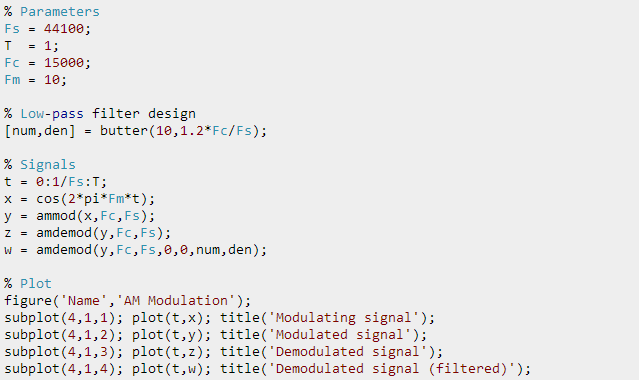 % Parameters
Fs = 44100;
T  = 1;
Fc = 15000;
Fm = 10;
% Low-pass filter design
[num,den] = butter(10,1.2*Fc/Fs);
% Signals
t = 0:1/Fs:T;
x = cos(2*pi*Fm*t);
y = ammod(x,Fc,Fs);
z = amdemod(y,Fc,Fs);
w = amdemod(y,Fc,Fs,0,0,num,den);
% Plot
figure('Name','AM Modulation');
subplot(4,1,1); plot(t,x); title('Modulating signal');
subplot(4,1,2); plot(t,y); title('Modulated signal');
subplot(4,1,3); plot(t,z); title('Demodulated signal');
subplot(4,1,4); plot(t,w); title('Demodulated signal (filtered)');